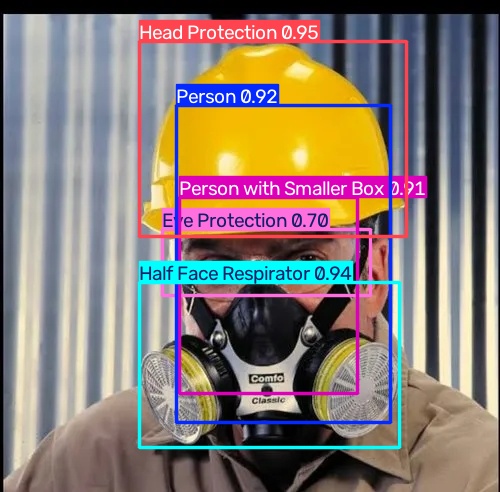 Head Protection 0.95
Person 0.92
Person with Smaller Box 0.91
Eye Protection 0.70
Half Face Respirator 0.94
Comfo
Classic